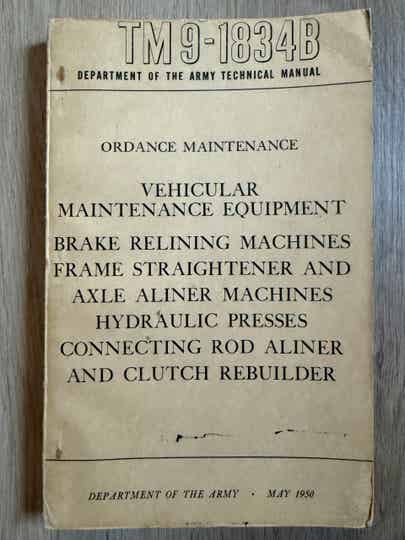 TM 9-1834B
DEPARTMENT OF THE ARMY TECHNICAL MANUAL
ORDANCE MAINTENANCE
VEHICULAR
MAINTENANCE EQUIPMENT
BRAKE RELINING MACHINES
FRAME STRAIGHTENER AND
AXLE ALINER MACHINES
HYDRAULIC PRESSES
CONNECTING ROD ALINER
AND CLUTCH REBUILDER
DEPARTMENT OF THE ARMY • MAY 1950